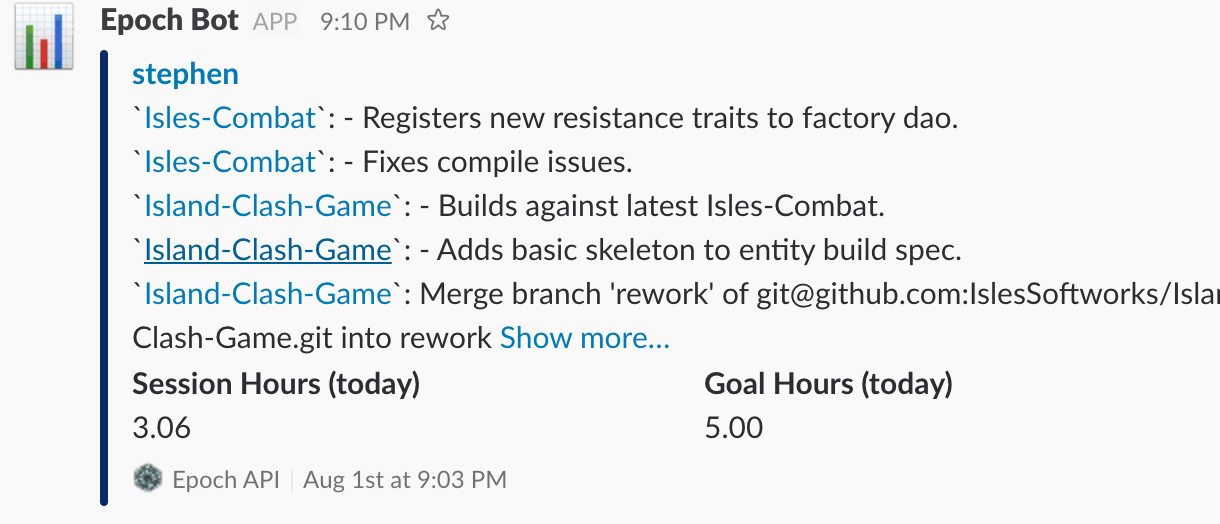 Epoch Bot APP 9:10 PM
stephen
`Isles-Combat`: - Registers new resistance traits to factory dao.
`Isles-Combat`: - Fixes compile issues.
`Island-Clash-Game`: - Builds against latest Isles-Combat.
`Island-Clash-Game`: - Adds basic skeleton to entity build spec.
`Island-Clash-Game`: Merge branch 'rework' of git@github.com:IslesSoftworks/Islan
Clash-Game.git into rework Show more...
Session Hours (today) Goal Hours (today)
3.06 5.00
Epoch API | Aug 1st at 9:03 PM